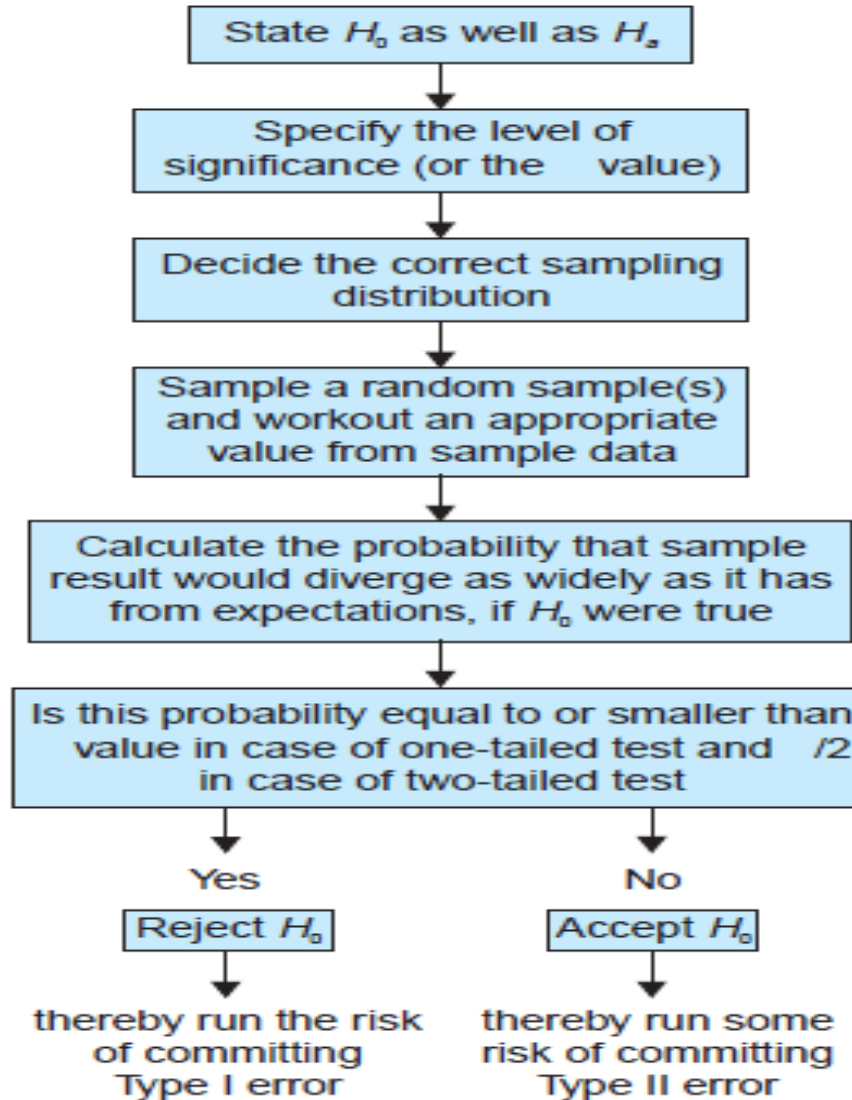 State H₀ as well as Hₐ
Specify the level of
significance (or the value)
Decide the correct sampling
distribution
Sample a random sample(s)
and workout an appropriate
value from sample data
Calculate the probability that sample
result would diverge as widely as it has
from expectations, if H₀ were true
Is this probability equal to or smaller than
value in case of one-tailed test and /2
in case of two-tailed test
Yes
No
Reject H₀
Accept H₀
thereby run the risk
of committing
Type I error
thereby run some
risk of committing
Type II error